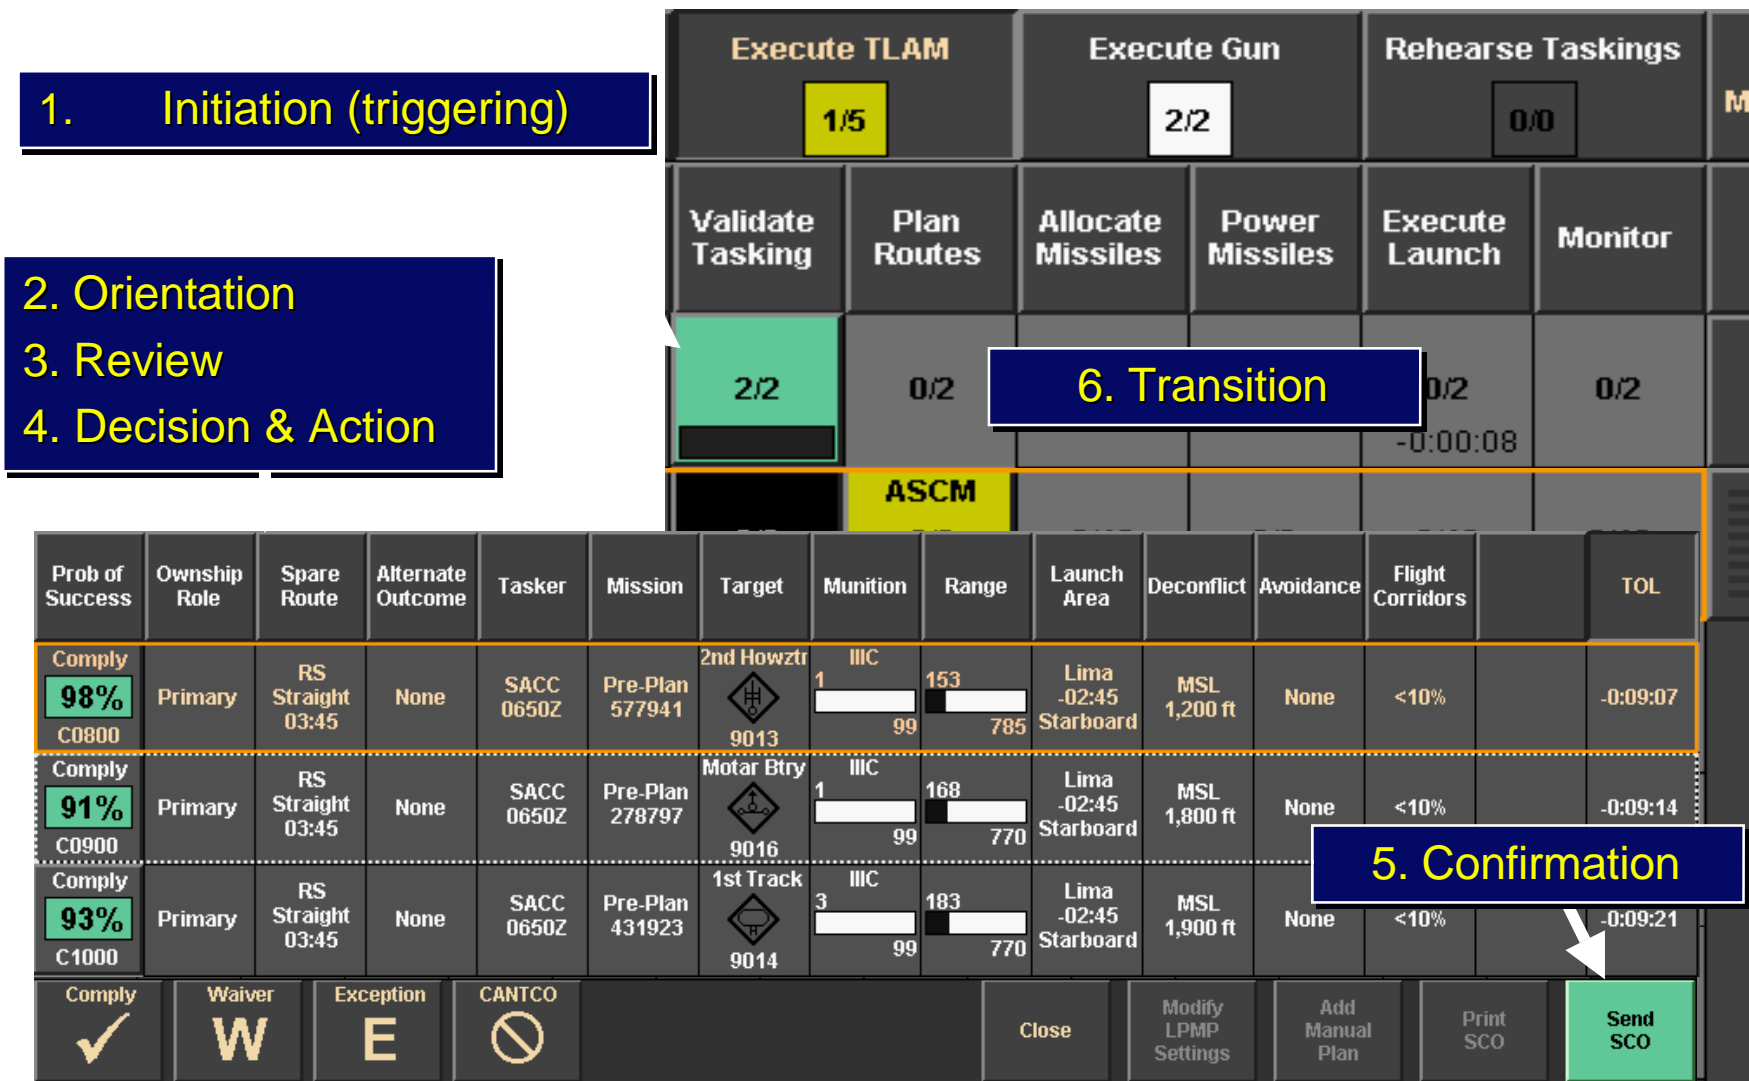 Execute TLAM
1/5
Execute Gun
2/2
Rehearse Taskings
0/0
M
1. Initiation (triggering)
Validate
Tasking
Plan
Routes
Allocate
Missiles
Power
Missiles
Execute
Launch
Monitor
2. Orientation
3. Review
4. Decision & Action
2/2
0/2
6. Transition
0/2
-0:00:08
0/2
ASCM
Prob of
Success
Ownship
Role
Spare
Route
Alternate
Outcome
Tasker
Mission
Target
Munition
Range
Launch
Area
Deconflict
Avoidance
Flight
Corridors
TOL
Comply
98%
C0800
Primary
RS
Straight
03:45
None
SACC
0650Z
Pre-Plan
577941
2nd Howztr
9013
IIIC
1
99
153
785
Lima
-02:45
Starboard
MSL
1,200 ft
None
<10%
-0:09:07
Comply
91%
C0900
Primary
RS
Straight
03:45
None
SACC
0650Z
Pre-Plan
278797
Motar Btry
9016
IIIC
1
99
168
770
Lima
-02:45
Starboard
MSL
1,800 ft
None
<10%
-0:09:14
5. Confirmation
Comply
93%
C1000
Primary
RS
Straight
03:45
None
SACC
0650Z
Pre-Plan
431923
1st Track
9014
IIIC
3
99
183
770
Lima
-02:45
Starboard
MSL
1,900 ft
None
<10%
-0:09:21
Comply
Waiver
W
Exception
E
CANTCO
Close
Modify
LPMP
Settings
Add
Manual
Plan
Print
SCO
Send
SCO